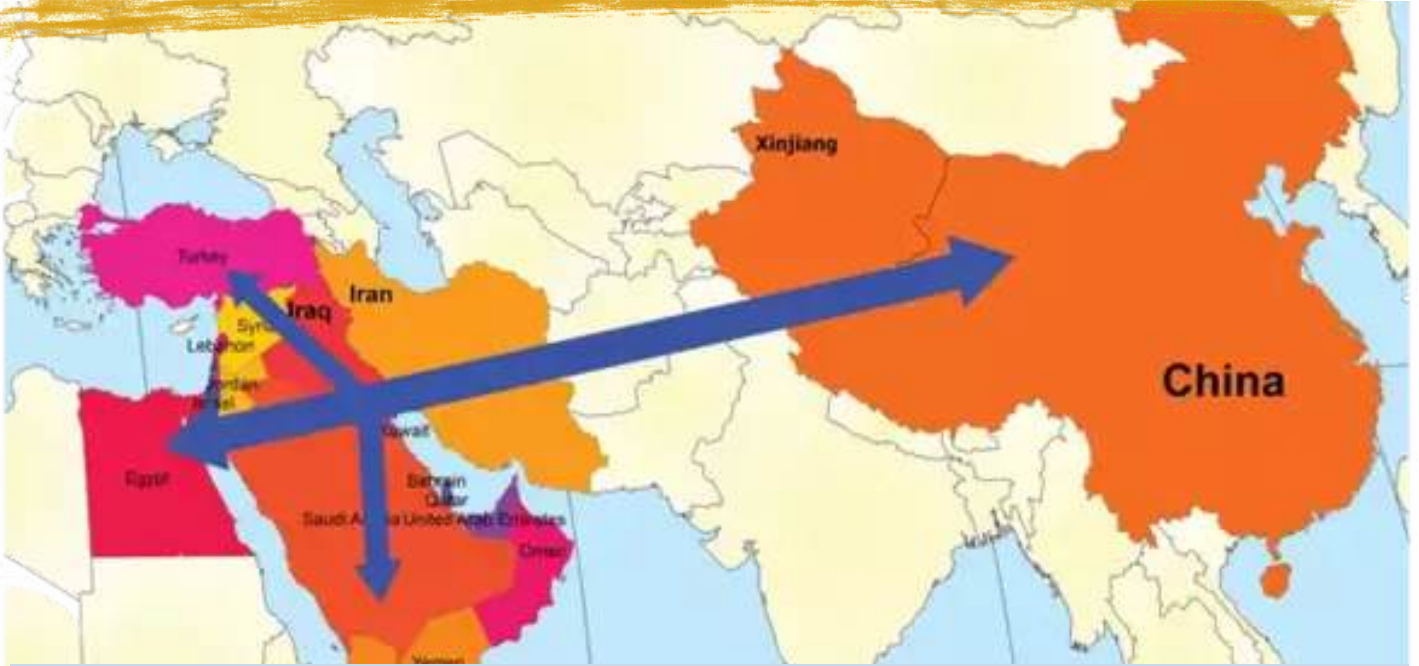 Xinjiang
Turkey
Iran
Iraq
Syria
Lebanon
Jordan
Israel
China
Kuwait
Egypt
Bahrain
Qatar
Saudi Arabia United Arab Emirates
Oman
Yemen